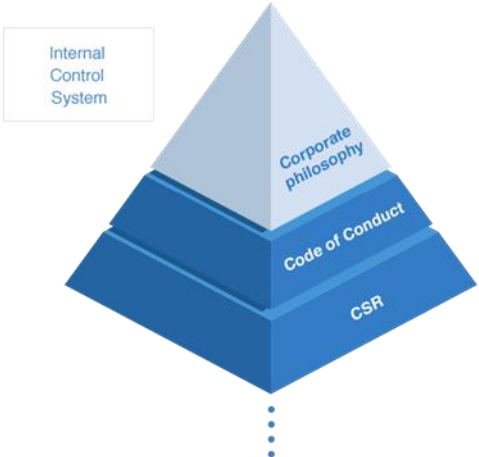 Internal
Control
System
Corporate
philosophy
Code of Conduct
CSR